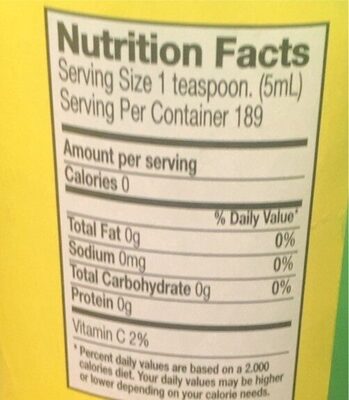 Nutrition Facts
Serving Size 1 teaspoon. (5mL)
Serving Per Container 189
Amount per serving
Calories 0
% Daily Value*
Total Fat 0g 0%
Sodium 0mg 0%
Total Carbohydrate 0g 0%
Protein 0g
Vitamin C 2%
* Percent daily values are based on a 2.000
calories diet. Your daily values may be higher
or lower depending on your calorie needs.